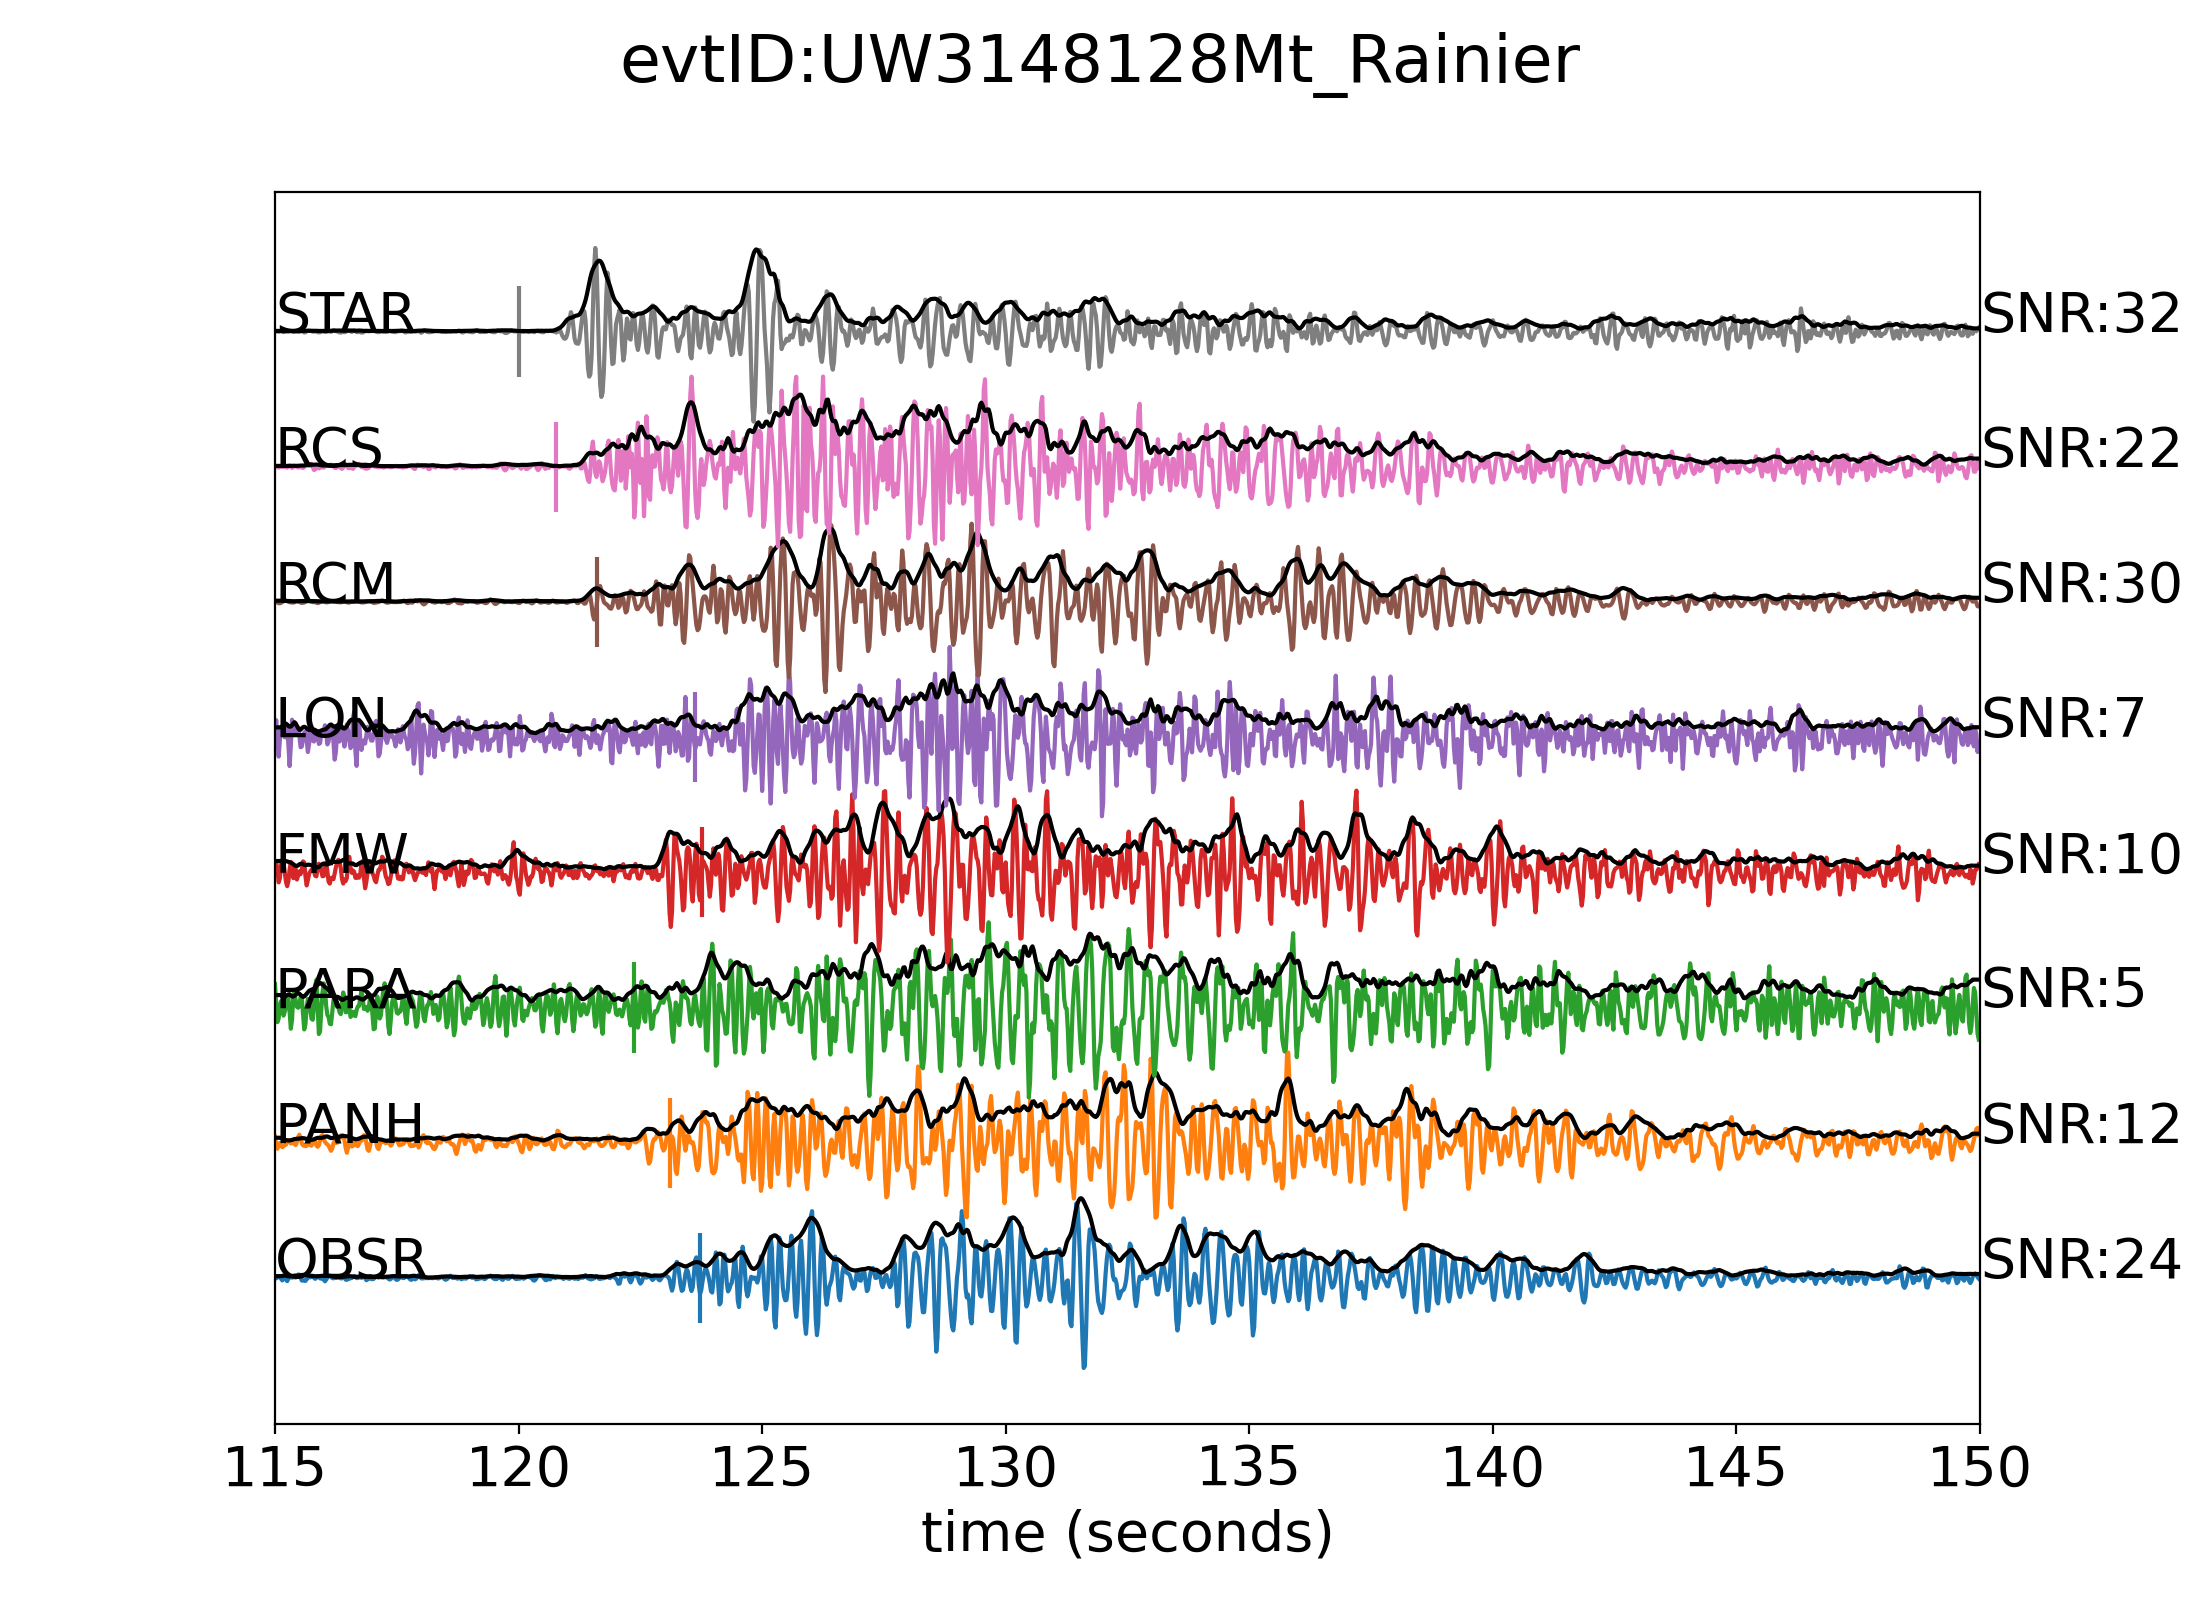 evtID:UW3148128Mt_Rainier
STAR SNR:32
RCS SNR:22
RCM SNR:30
LON SNR:7
FMW SNR:10
PARA SNR:5
PANH SNR:12
OBSR SNR:24
115 120 125 130 135 140 145 150
time (seconds)